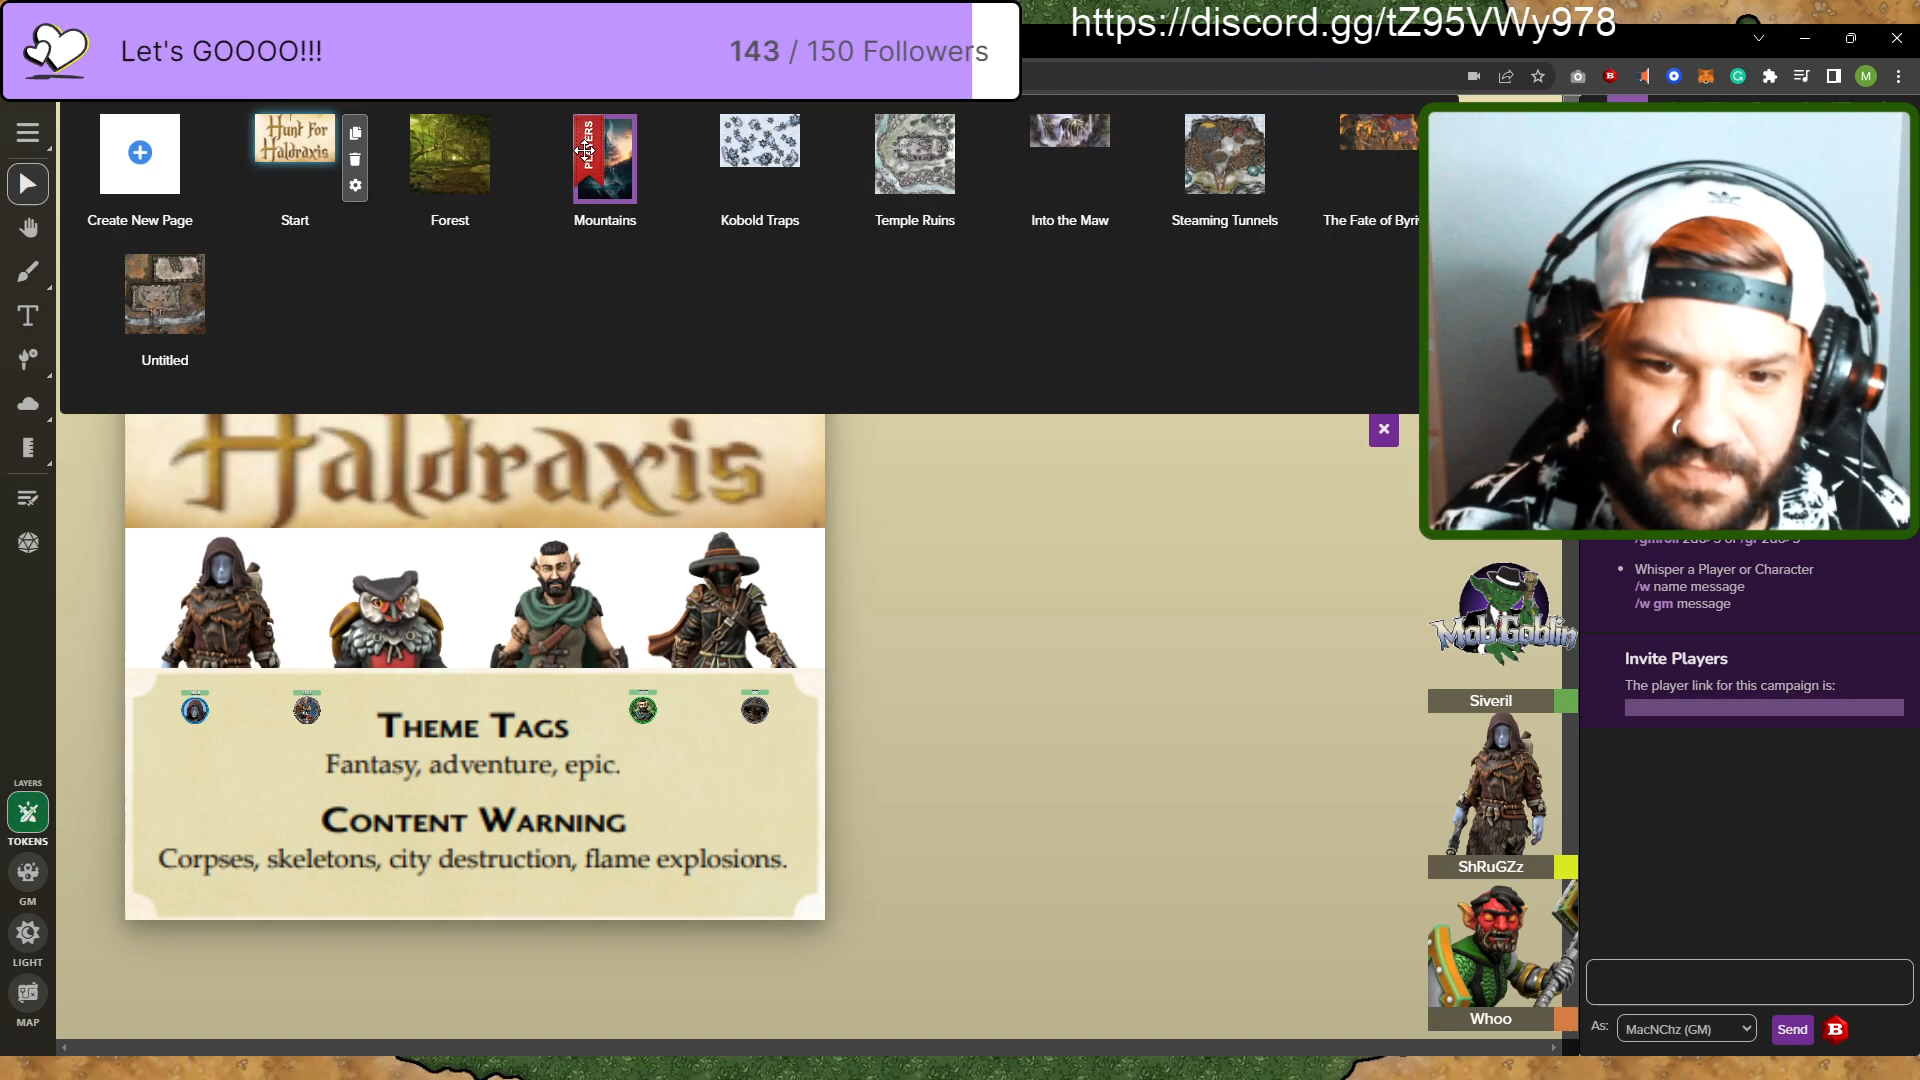 Let's GOOOO!!!
143 / 150 Followers
https://discord.gg/tZ95VWy978
M
Hunt For
Haldraxis
PLAYERS
Create New Page
Start
Forest
Mountains
Kobold Traps
Temple Ruins
Into the Maw
Steaming Tunnels
The Fate of Byri
Untitled
Haldraxis
THEME TAGS
Fantasy, adventure, epic.
CONTENT WARNING
Corpses, skeletons, city destruction, flame explosions.
LAYERS
TOKENS
GM
LIGHT
MAP
MobGoblin
Siveril
ShRuGZz
Whoo
Whisper a Player or Character
/w name message
/w gm message
Invite Players
The player link for this campaign is:
As:
MacNChz (GM)
Send
B